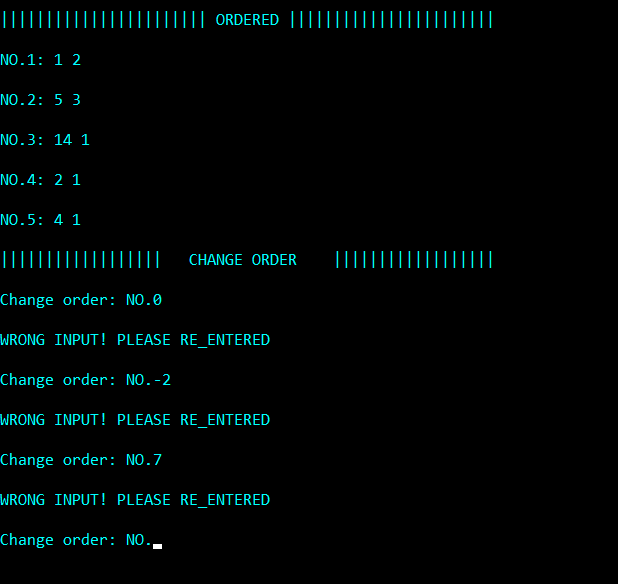 ||||||||||||||||||||||| ORDERED |||||||||||||||||||||||
NO.1: 1 2
NO.2: 5 3
NO.3: 14 1
NO.4: 2 1
NO.5: 4 1
||||||||||||||||||   CHANGE ORDER    ||||||||||||||||||
Change order: NO.0
WRONG INPUT! PLEASE RE_ENTERED
Change order: NO.-2
WRONG INPUT! PLEASE RE_ENTERED
Change order: NO.7
WRONG INPUT! PLEASE RE_ENTERED
Change order: NO.